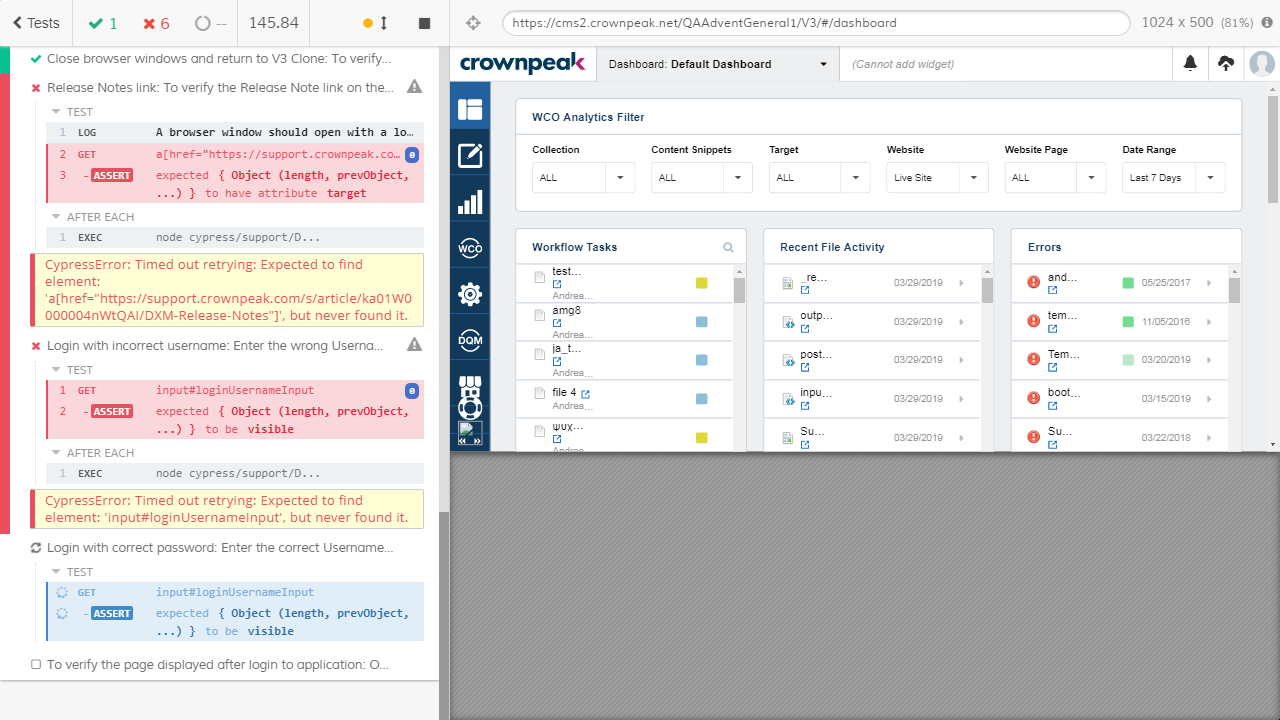 Tests
1
6
--
145.84
https://cms2.crownpeak.net/QAAdventGeneral1/V3/#/dashboard
1024 x 500 (81%)
Close browser windows and return to V3 Clone: To verify...
Release Notes link: To verify the Release Note link on the...
TEST
1 LOG A browser window should open with a lo...
2 GET a[href="https://support.crownpeak.co... 0
3 -ASSERT expected { Object (length, prevObject,
...) } to have attribute target
AFTER EACH
1 EXEC node cypress/support/D...
CypressError: Timed out retrying: Expected to find
element:
'a[href="https://support.crownpeak.com/s/article/ka01W0
000004nWtQAI/DXM-Release-Notes"]', but never found it.
Login with incorrect username: Enter the wrong Userna...
TEST
1 GET input#loginUsernameInput 0
2 -ASSERT expected { Object (length, prevObject,
...) } to be visible
AFTER EACH
1 EXEC node cypress/support/D...
CypressError: Timed out retrying: Expected to find
element: 'input#loginUsernameInput', but never found it.
Login with correct password: Enter the correct Username...
TEST
GET input#loginUsernameInput
-ASSERT expected { Object (length, prevObject,
...) } to be visible
To verify the page displayed after login to application: O...
crownpeak
Dashboard: Default Dashboard
(Cannot add widget)
WCO
DQM
WCO Analytics Filter
Collection Content Snippets Target Website Website Page Date Range
ALL ALL ALL Live Site ALL Last 7 Days
Workflow Tasks
test...
Andrea...
amg8
Andrea...
ja_t...
Andrea...
file 4
Andrea...
ψυχ...
Recent File Activity
_re... 03/29/2019
outp... 03/29/2019
post... 03/29/2019
inpu... 03/29/2019
Su... 03/29/2019
Errors
and... 05/25/2017
tem... 11/05/2016
Tem... 03/20/2019
boot... 03/15/2019
Su... 03/22/2018